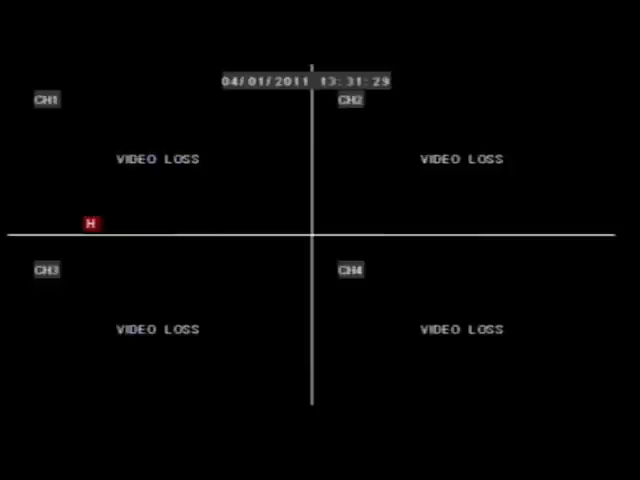 04/01/2011 13:31:29
CH1
CH2
VIDEO LOSS
VIDEO LOSS
H
CH3
CH4
VIDEO LOSS
VIDEO LOSS